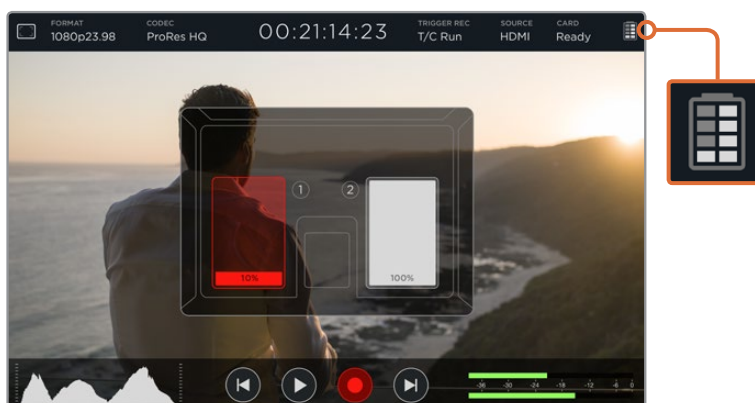 FORMAT
1080p23.98
CODEC
ProRes HQ
00:21:14:23
TRIGGER REC
T/C Run
SOURCE
HDMI
CARD
Ready
1
2
10%
100%
-36 -30 -24 -18 -12 -6 0